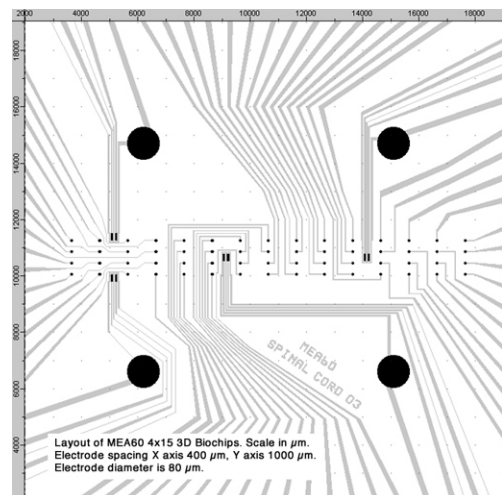 2000 4000 6000 8000 10000 12000 14000 16000 18000
18000
16000
14000
12000
10000
8000
6000
4000
MEA60
SPINAL CORD 03
Layout of MEA60 4x15 3D Biochips. Scale in µm.
Electrode spacing X axis 400 µm, Y axis 1000 µm.
Electrode diameter is 80 µm.